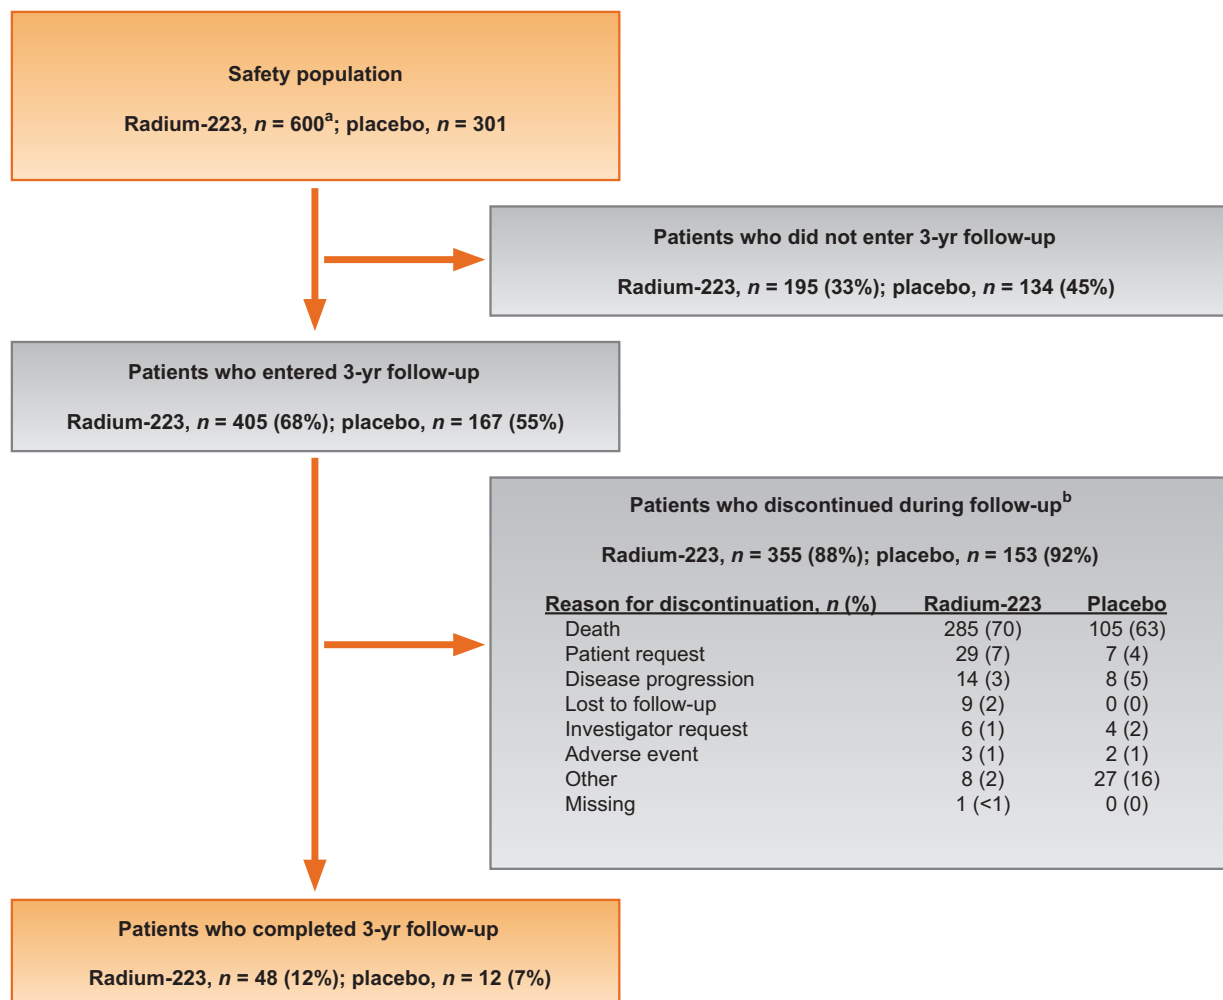 Safety population
Radium-223, n = 600a; placebo, n = 301
Patients who did not enter 3-yr follow-up
Radium-223, n = 195 (33%); placebo, n = 134 (45%)
Patients who entered 3-yr follow-up
Radium-223, n = 405 (68%); placebo, n = 167 (55%)
Patients who discontinued during follow-upb
Radium-223, n = 355 (88%); placebo, n = 153 (92%)
Reason for discontinuation, n (%) Radium-223 Placebo
Death 285 (70) 105 (63)
Patient request 29 (7) 7 (4)
Disease progression 14 (3) 8 (5)
Lost to follow-up 9 (2) 0 (0)
Investigator request 6 (1) 4 (2)
Adverse event 3 (1) 2 (1)
Other 8 (2) 27 (16)
Missing 1 (<1) 0 (0)
Patients who completed 3-yr follow-up
Radium-223, n = 48 (12%); placebo, n = 12 (7%)